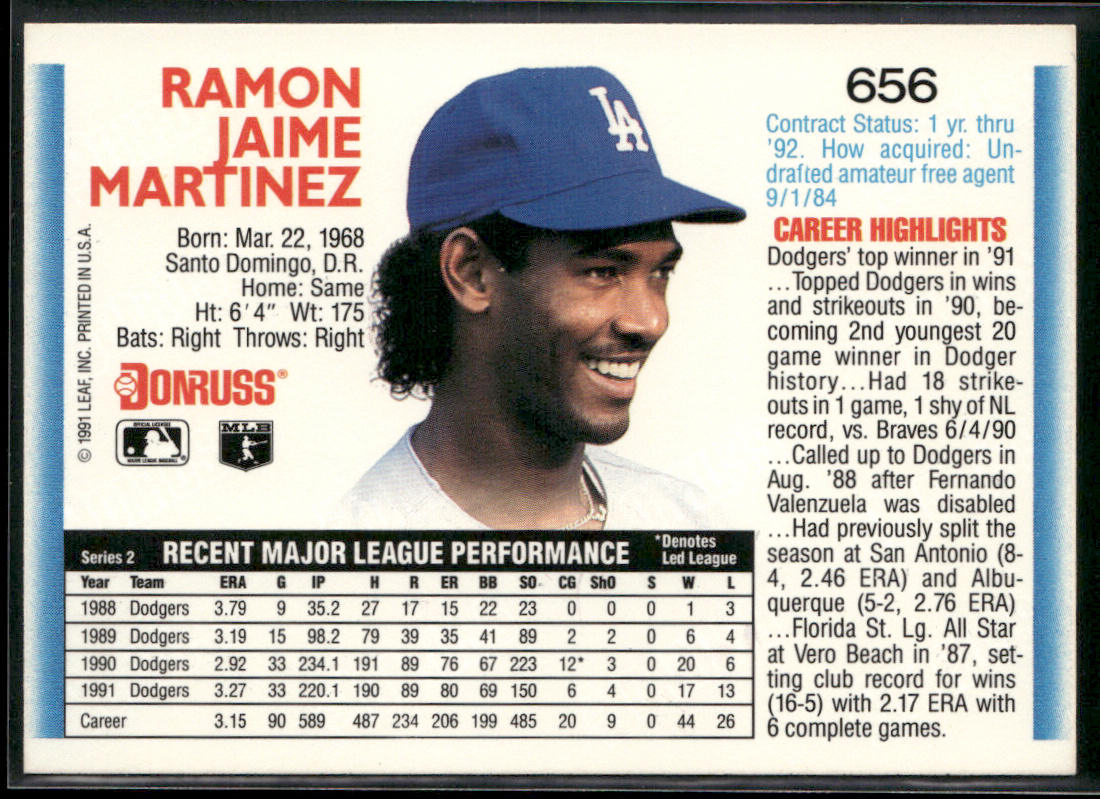 RAMON
JAIME
MARTINEZ
Born: Mar. 22, 1968
Santo Domingo, D.R.
Home: Same
Ht: 6'4" Wt: 175
Bats: Right Throws: Right
DONRUSS®
OFFICIAL LICENSEE
MAJOR LEAGUE BASEBALL
MLB
© 1991 LEAF, INC. PRINTED IN U.S.A.
LA
656
Contract Status: 1 yr. thru
'92. How acquired: Un-
drafted amateur free agent
9/1/84
CAREER HIGHLIGHTS
Dodgers' top winner in '91
...Topped Dodgers in wins
and strikeouts in '90, be-
coming 2nd youngest 20
game winner in Dodger
history...Had 18 strike-
outs in 1 game, 1 shy of NL
record, vs. Braves 6/4/90
...Called up to Dodgers in
Aug. '88 after Fernando
Valenzuela was disabled
...Had previously split the
season at San Antonio (8-
4, 2.46 ERA) and Albu-
querque (5-2, 2.76 ERA)
...Florida St. Lg. All Star
at Vero Beach in '87, set-
ting club record for wins
(16-5) with 2.17 ERA with
6 complete games.
Series 2 RECENT MAJOR LEAGUE PERFORMANCE *Denotes
Led League
Year Team ERA G IP H R ER BB SO CG ShO S W L
1988 Dodgers 3.79 9 35.2 27 17 15 22 23 0 0 0 1 3
1989 Dodgers 3.19 15 98.2 79 39 35 41 89 2 2 0 6 4
1990 Dodgers 2.92 33 234.1 191 89 76 67 223 12* 3 0 20 6
1991 Dodgers 3.27 33 220.1 190 89 80 69 150 6 4 0 17 13
Career 3.15 90 589 487 234 206 199 485 20 9 0 44 26